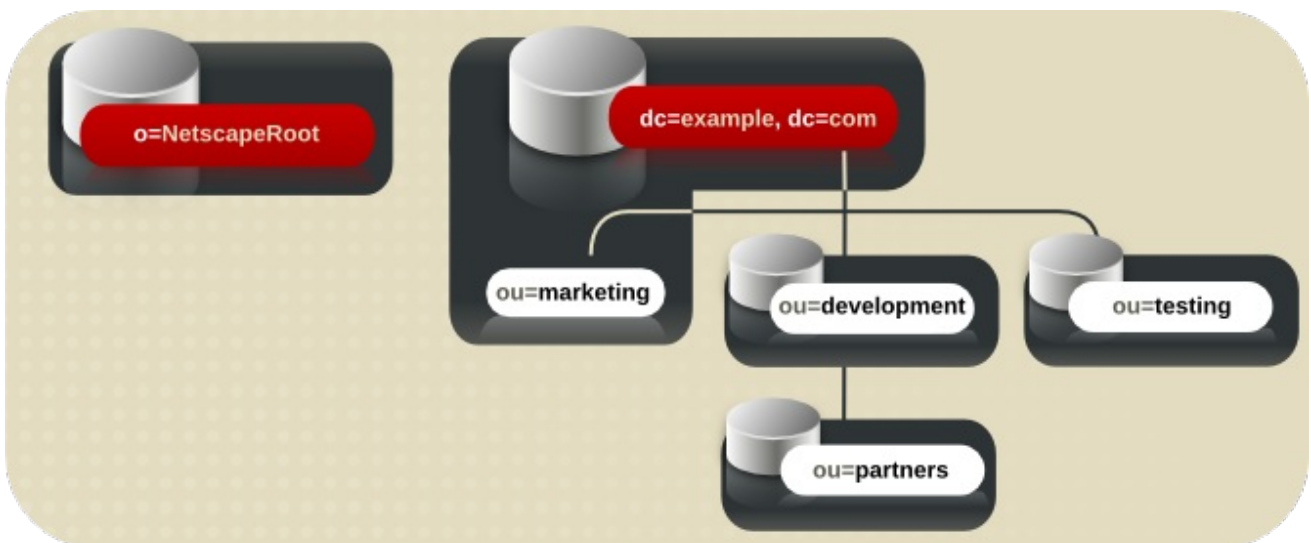 o=NetscapeRoot
dc=example, dc=com
ou=marketing
ou=development
ou=testing
ou=partners